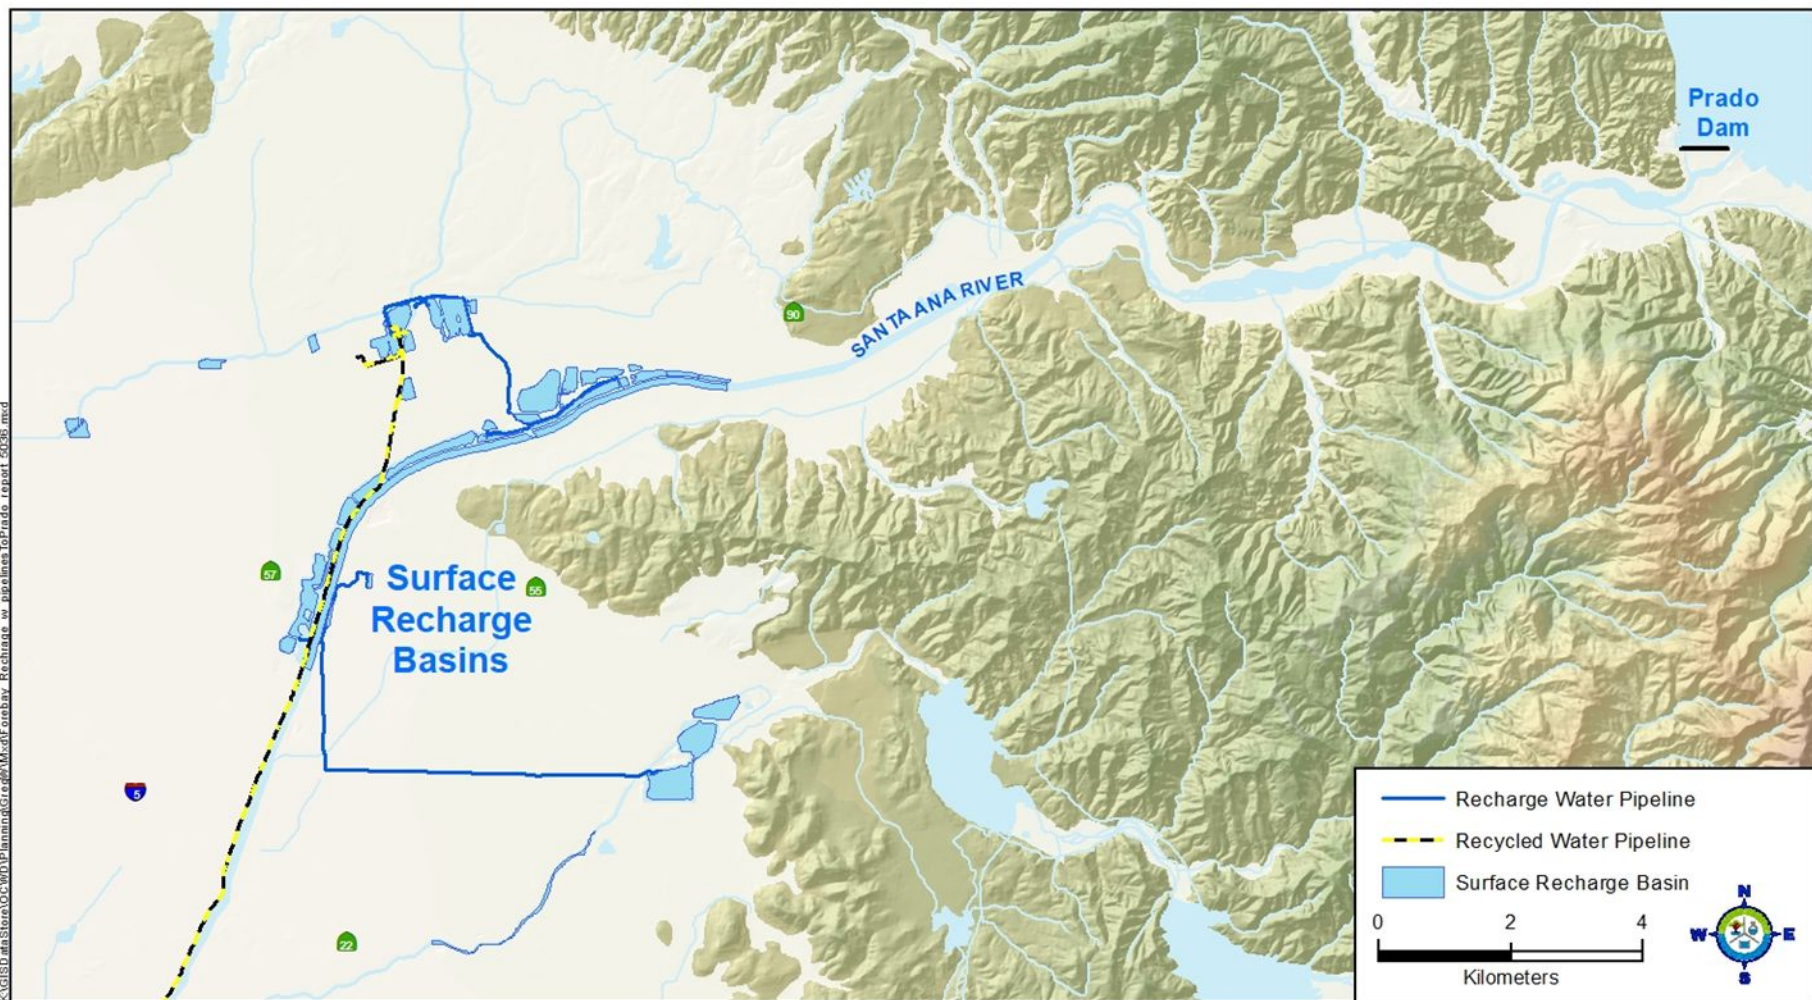 Prado
Dam
90
SANTA ANA RIVER
57
Surface
Recharge
Basins
55
5
22
Recharge Water Pipeline
Recycled Water Pipeline
Surface Recharge Basin
0 2 4
Kilometers
N
W E
S